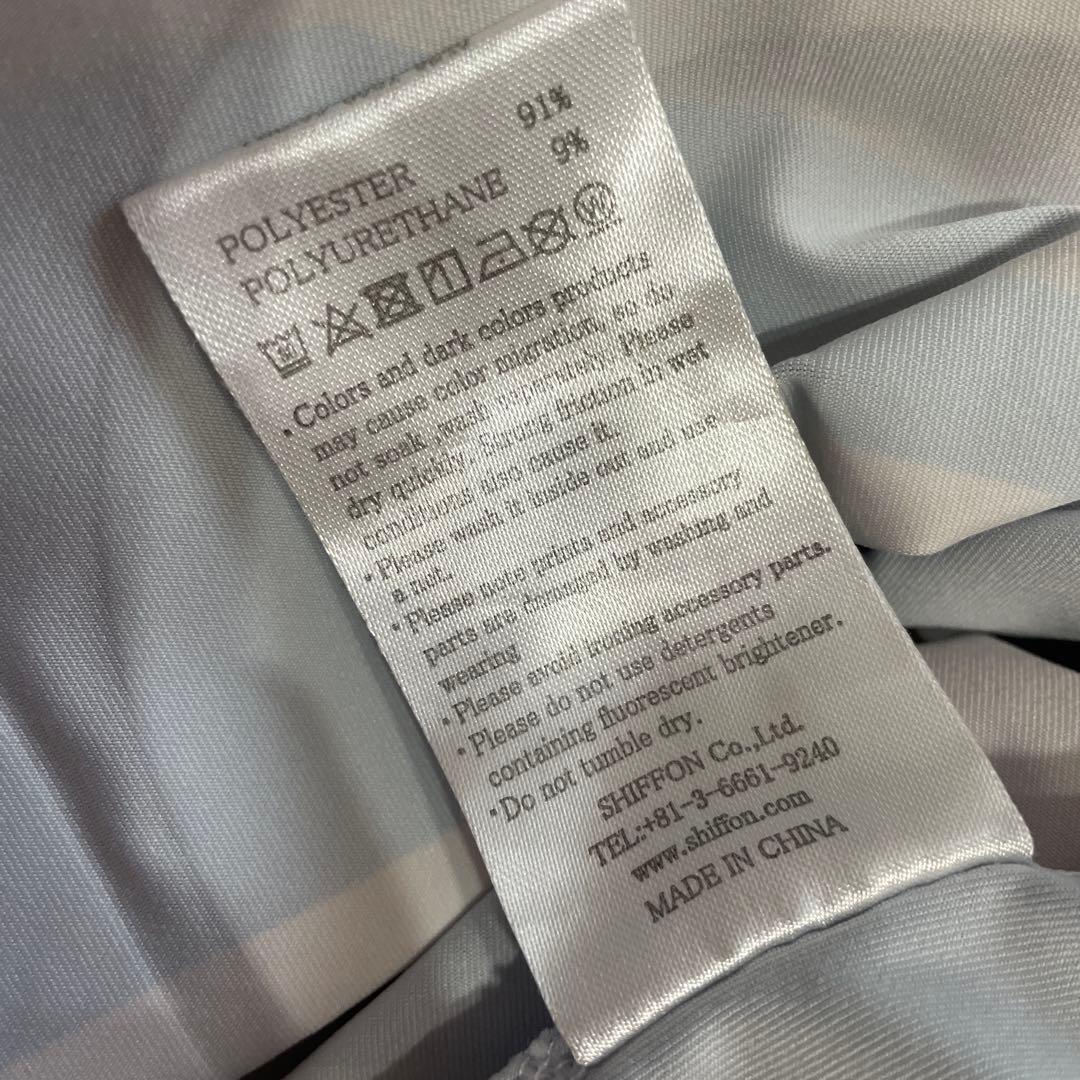 POLYESTER 91%
POLYURETHANE 9%
W
·Colors and dark colors products
may cause color migration, so do
not soak ,wash seperately. Please
dry quickly. Strong friction in wet
conditions also cause it.
·Please wash it inside out and use
a net.
·Please note prints and accessory
parts are damaged by washing and
wearing
·Please avoid ironing accessory parts.
·Please do not use detergents
containing fluorescent brightener.
·Do not tumble dry.
SHIFFON Co.,Ltd.
TEL:+81-3-6661-9240
www.shiffon.com
MADE IN CHINA